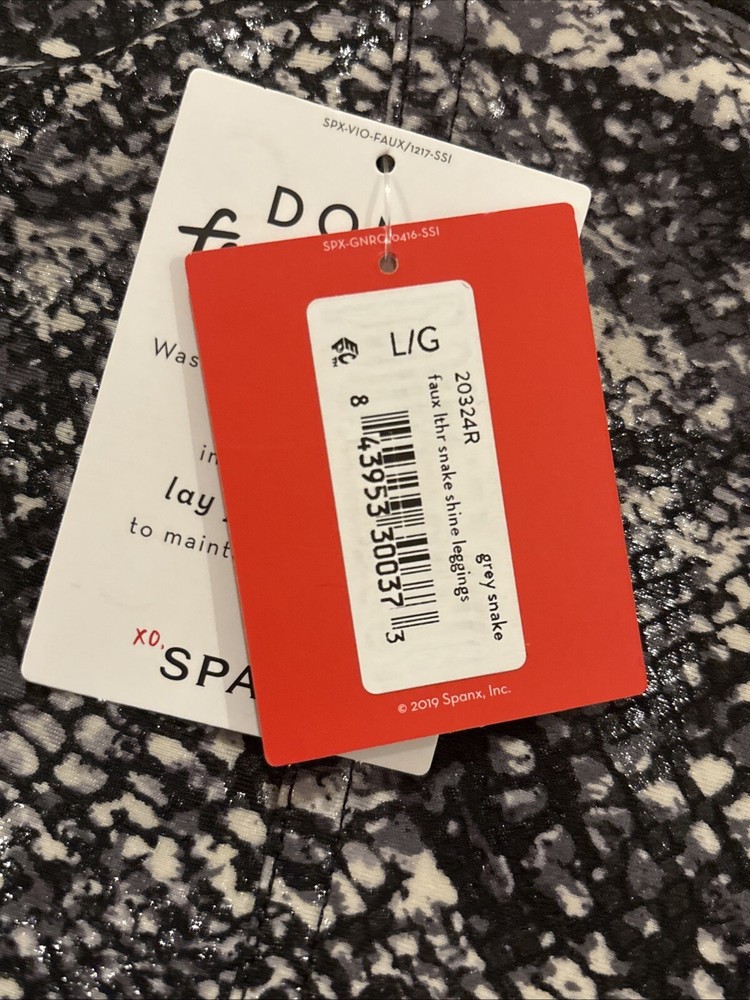 SPX-VIO-FAUX/1217-SSI
DO
Was
in
lay
to maint
XO,
SPA
SPX-GNRC/0416-SSI
L/G
20324R
faux lthr snake shine leggings
grey snake
8 43953 30037 3
© 2019 Spanx, Inc.